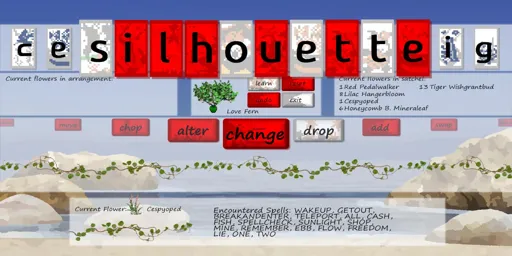 c e s i l h o u e t t e i g
Current flowers in arrangement:
learn
Exit
Love Fern
Current flowers in satchel:
1 Red Pedalwalker 13 Tiger Wishgrantbud
8 Lilac Hangerbloom
1 Cespyoped
6 Honeycomb B. Mineraleaf
chop alter change drop add
Current Flower: Cespyoped
Encountered Spells: WAKEUP, GETOUT,
BREAKANDENTER, TELEPORT, ALL, CASH,
FISH, SPELLCHECK, SUNLIGHT, SHOP,
MINE, REMEMBER, EBB, FLOW, FREEDOM,
LIE, ONE, TWO